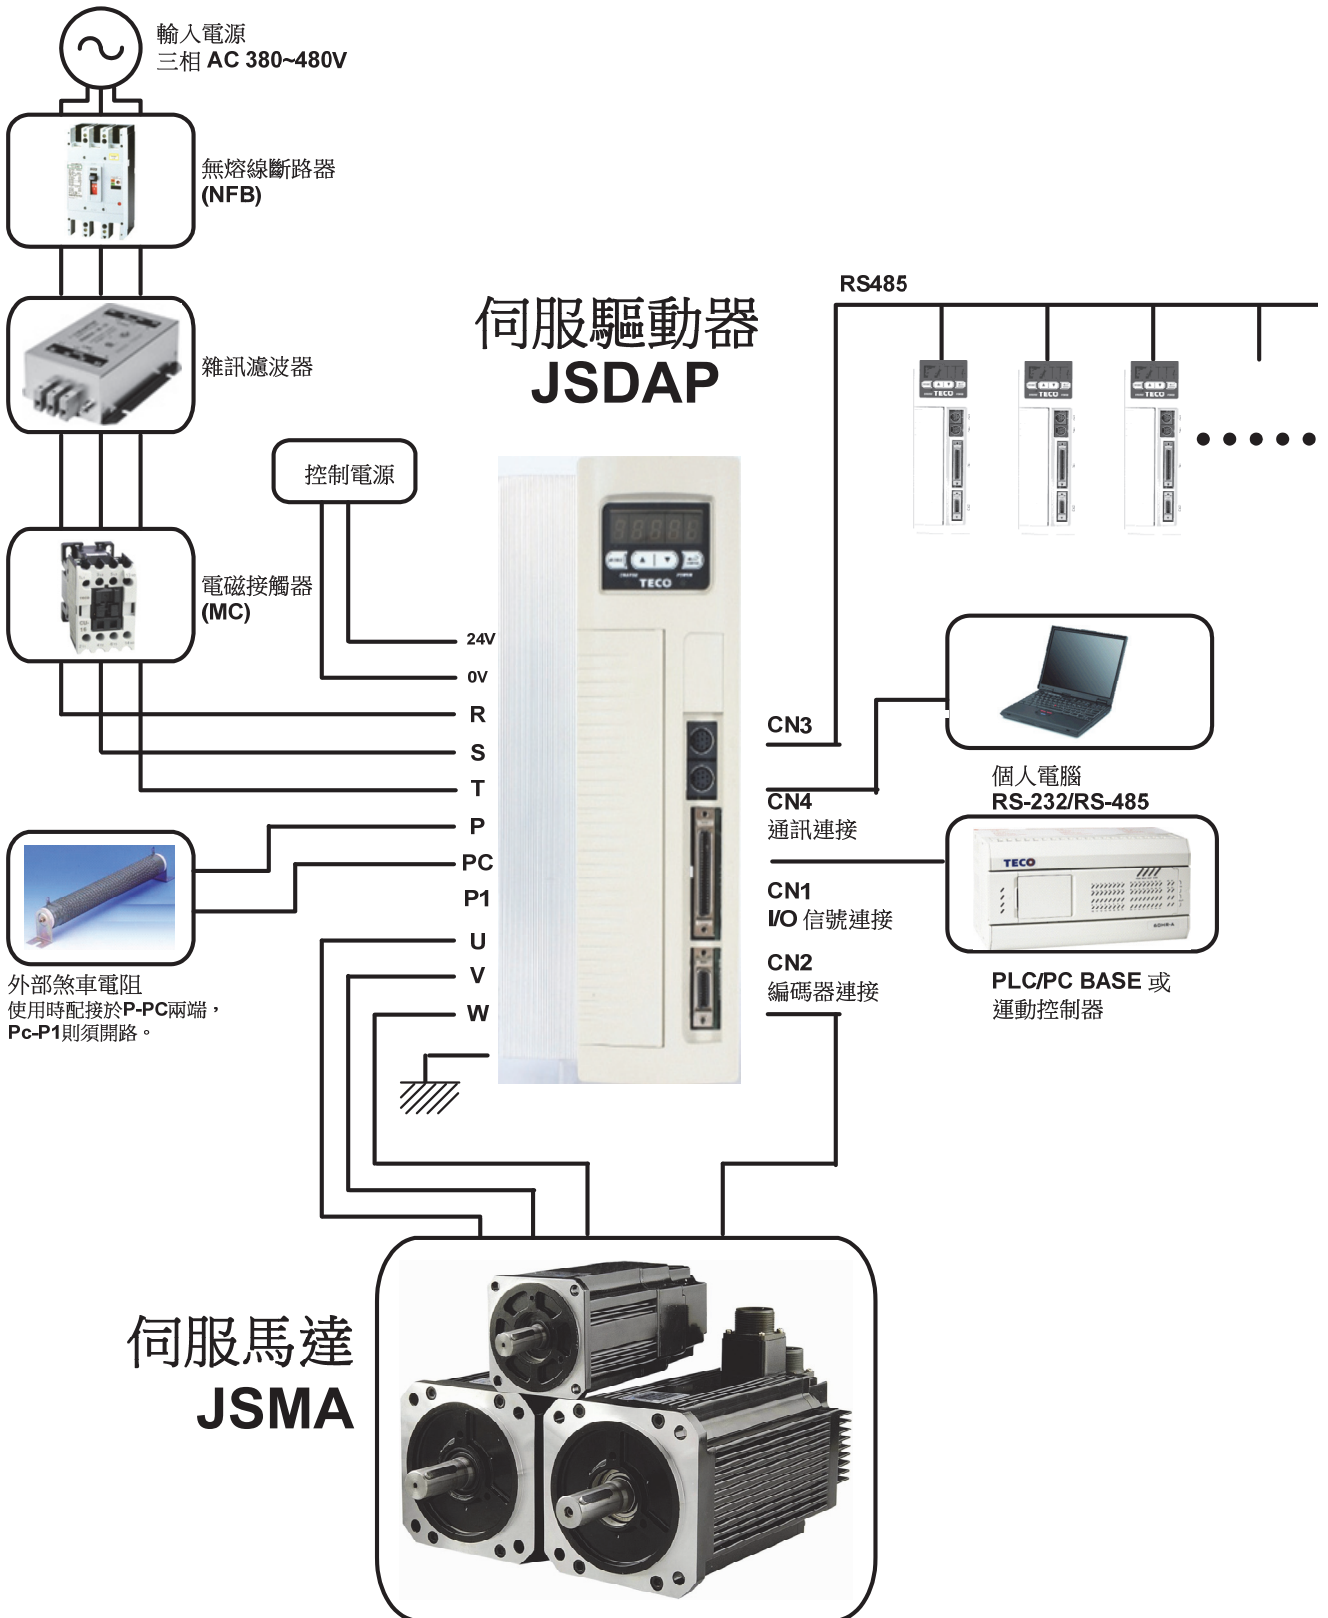 輸入電源
三相 AC 380~480V
無熔線斷路器
(NFB)
雜訊濾波器
電磁接觸器
(MC)
控制電源
伺服驅動器
JSDAP
RS485
TECO
TECO
TECO
TECO
24V
0V
R
S
T
P
PC
P1
U
V
W
外部煞車電阻
使用時配接於P-PC兩端，
Pc-P1則須開路。
CN3
CN4
通訊連接
CN1
I/O 信號連接
CN2
編碼器連接
個人電腦
RS-232/RS-485
TECO
PLC/PC BASE 或
運動控制器
伺服馬達
JSMA